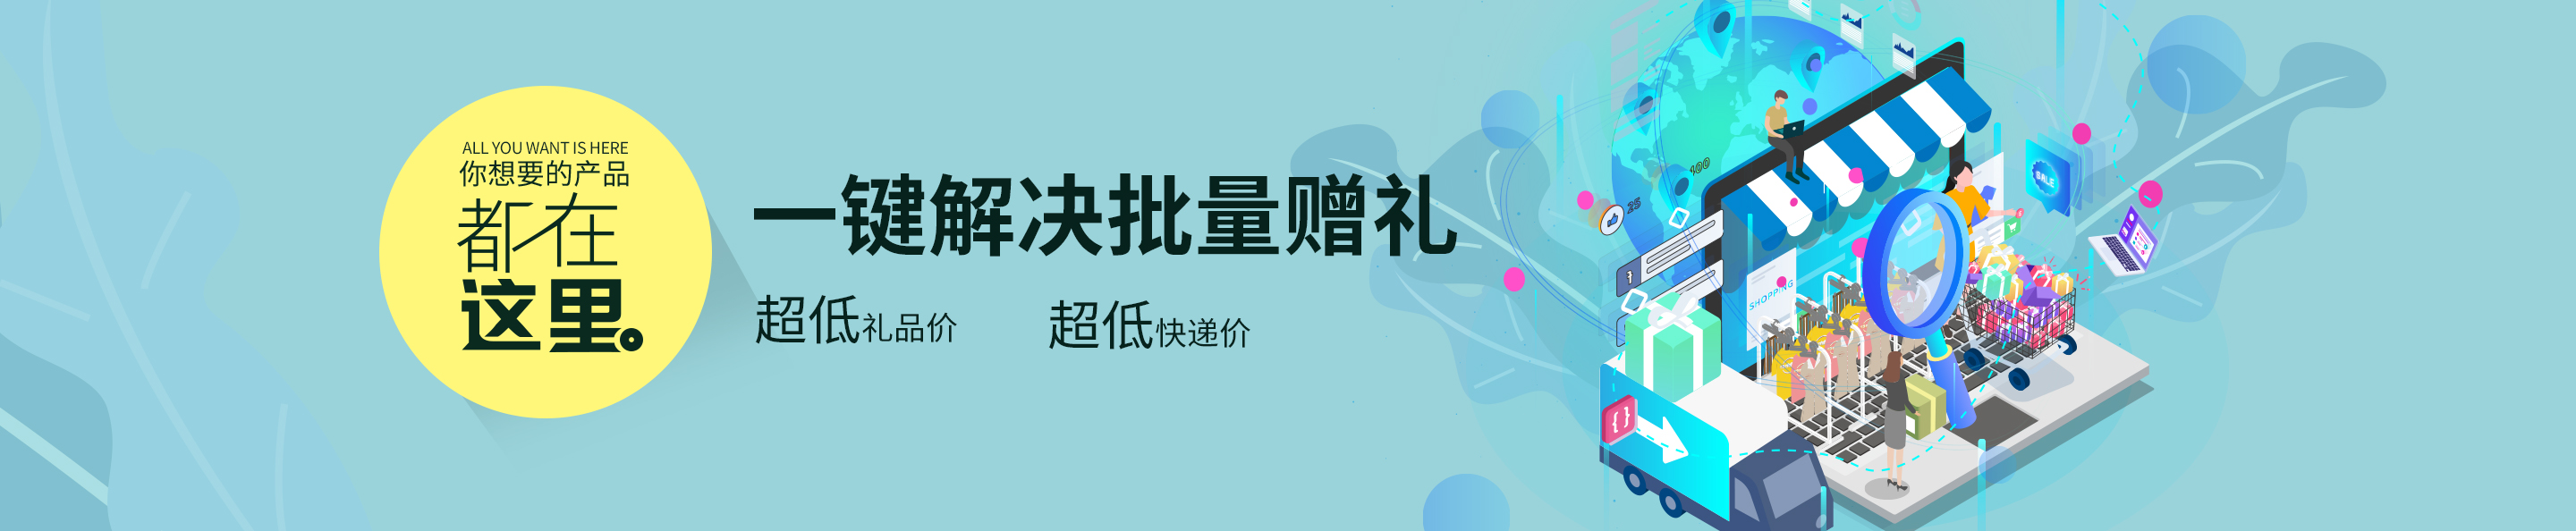 ALL YOU WANT IS HERE
你想要的产品
都在
这里。
一键解决批量赠礼
超低礼品价
超低快递价
400
25
SHOPPING
SALE
{}